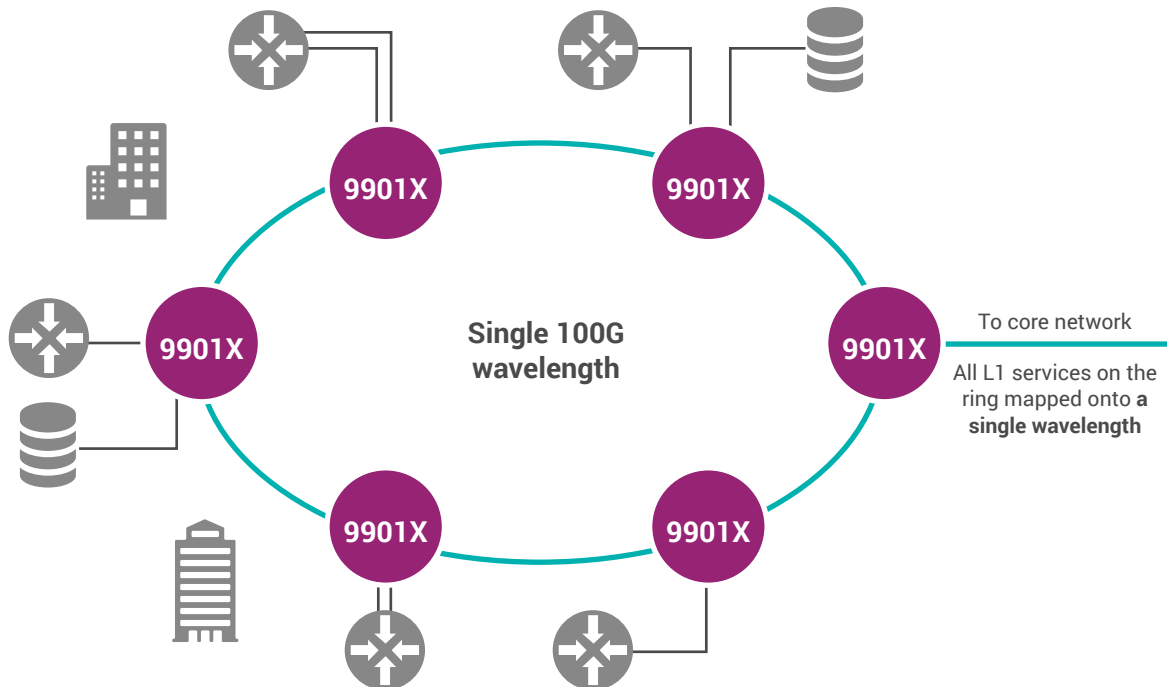 9901X
9901X
9901X
Single 100G
wavelength
9901X
To core network
All L1 services on the
ring mapped onto a
single wavelength
9901X
9901X